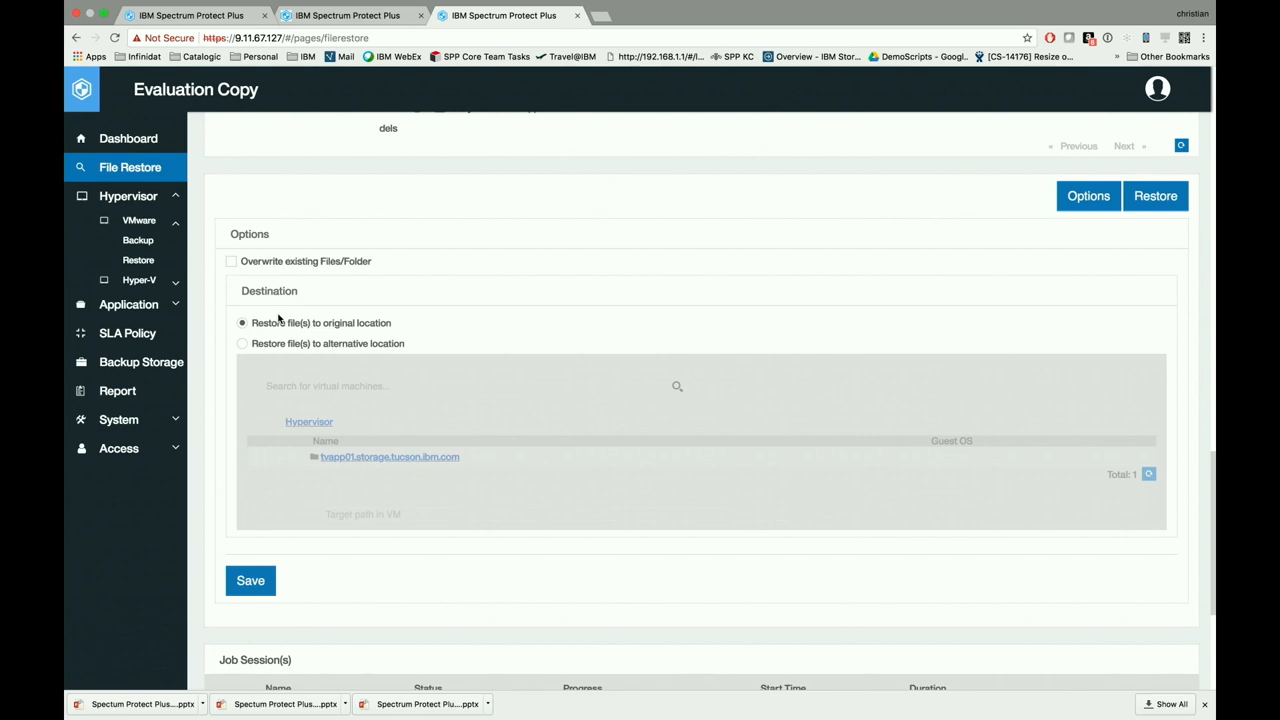 IBM Spectrum Protect Plus × IBM Spectrum Protect Plus × IBM Spectrum Protect Plus × christian
Not Secure https://9.11.67.127/#/pages/filerestore
Apps Infinidat Catalogic Personal IBM Mail IBM WebEx SPP Core Team Tasks Travel@IBM http://192.168.1.1/#/l... SPP KC Overview - IBM Stor... DemoScripts - Googl.. [CS-14176] Resize o... » Other Bookmarks
Evaluation Copy
Dashboard
File Restore
Hypervisor
VMware
Backup
Restore
Hyper-V
Application
SLA Policy
Backup Storage
Report
System
Access
dels
« Previous Next »
Options Restore
Options
Overwrite existing Files/Folder
Destination
Restore file(s) to original location
Restore file(s) to alternative location
Search for virtual machines...
Hypervisor
Name Guest OS
tvapp01.storage.tucson.ibm.com
Total: 1
Target path in VM
Save
Job Session(s)
Name Status Progress Start Time Duration
Spectum Protect Plus....pptx Spectum Protect Plu....pptx Spectum Protect Plu....pptx Show All ×